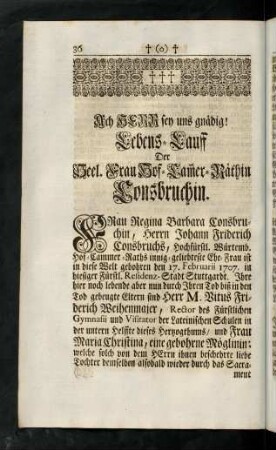 36 † (o) †
†††
Ach HERR sey uns gnädig!
Lebens-Lauff
Der
Seel. Frau Hof-Cam̃er-Räthin
Consbruchin.
FRau Regina Barbara Consbru-
chin, Herrn Johann Friderich
Consbruchs, Hochfürstl. Würtemb.
Hof-Cammer-Raths innig-geliebteste Ehe-Frau ist
in diese Welt gebohren den 17. Februarii 1707. in
hiesiger Fürstl. Residenz-Stadt Stuttgardt. Ihre
hier noch lebende aber nun durch Ihren Tod biß in den
Tod gebeugte Eltern sind Herr M. Vitus Fri-
derich Weihenmajer, Rector des Fürstlichen
Gymnasii und Visitator der Lateinischen Schulen in
der untern Helffte dieses Herzogthums/ und Frau
Maria Christina, eine gebohrne Möglinin:
welche solch von dem HErrn ihnen bescherte liebe
Tochter demselben alsobald wieder durch das Sacra-
ment